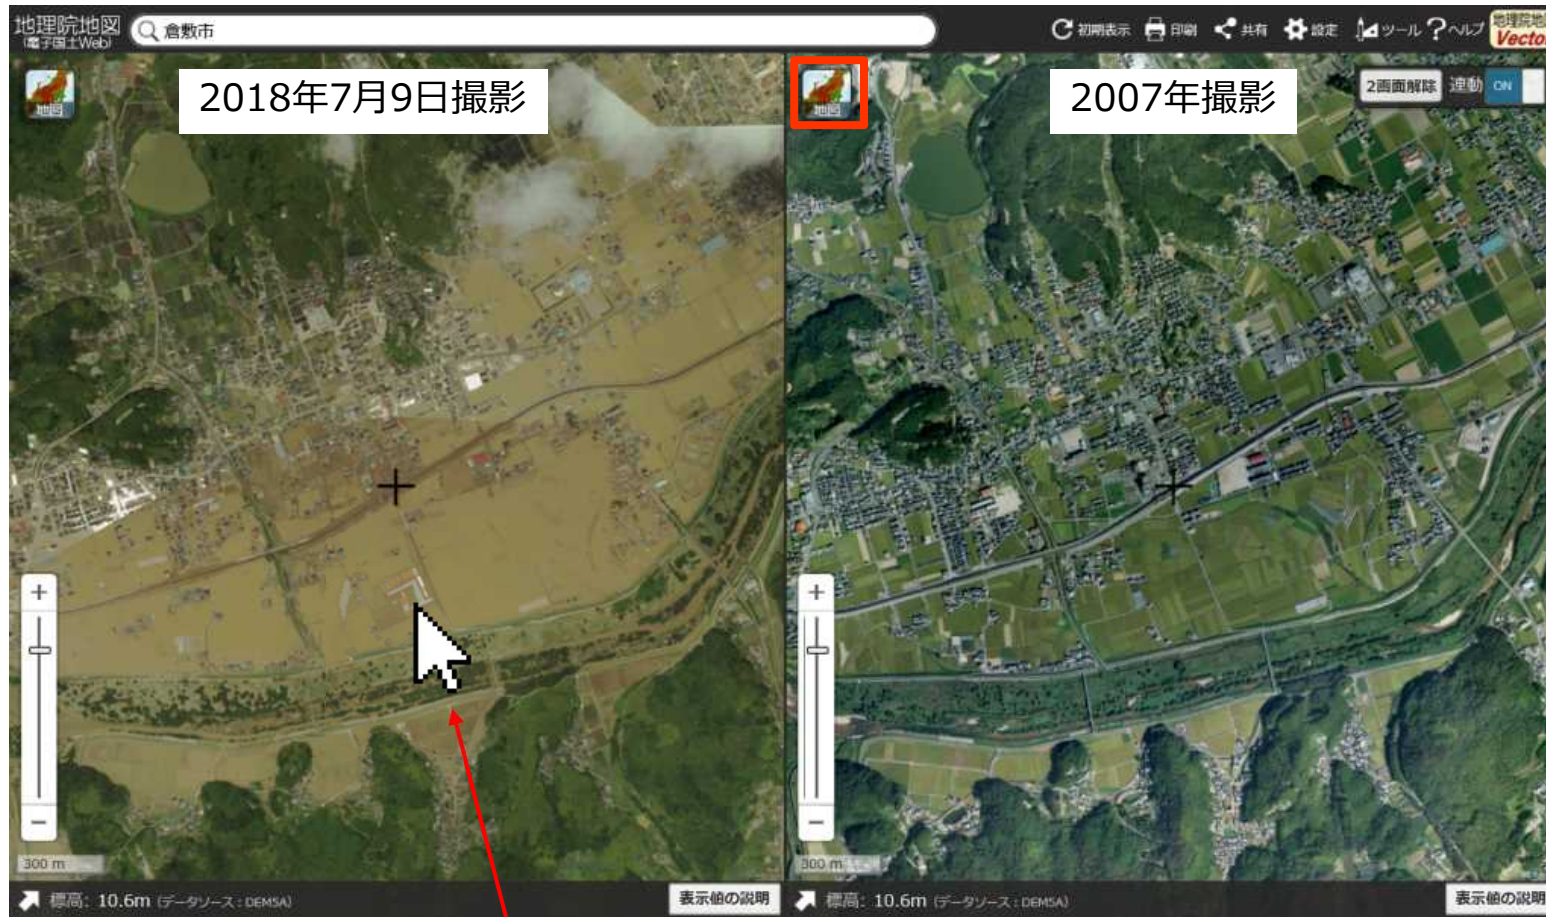 地理院地図
(電子国土Web)
倉敷市
初期表示
印刷
共有
設定
ツール
ヘルプ
地理院地
Vecto
地図
2018年7月9日撮影
地図
2007年撮影
2画面解除
連動
ON
+
−
300 m
+
−
300 m
標高: 10.6m (データソース : DEM5A)
表示値の説明
標高: 10.6m (データソース : DEM5A)
表示値の説明